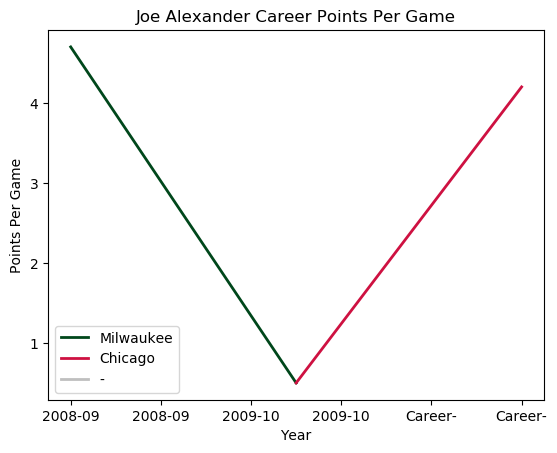 Joe Alexander Career Points Per Game
Points Per Game
4
3
2
1
Milwaukee
Chicago
-
2008-09 2008-09 2009-10 2009-10 Career- Career-
Year